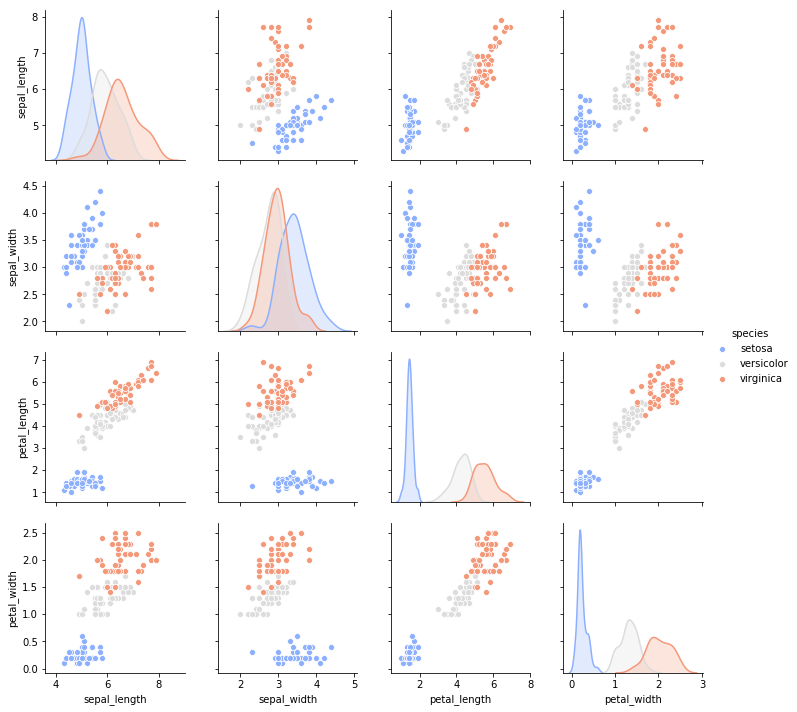 8
7
6
5
sepal_length
4.5
4.0
3.5
3.0
2.5
2.0
sepal_width
species
setosa
versicolor
virginica
7
6
5
4
3
2
1
petal_length
2.5
2.0
1.5
1.0
0.5
0.0
petal_width
4 6 8 2 3 4 5 2 4 6 8 0 1 2 3
sepal_length sepal_width petal_length petal_width